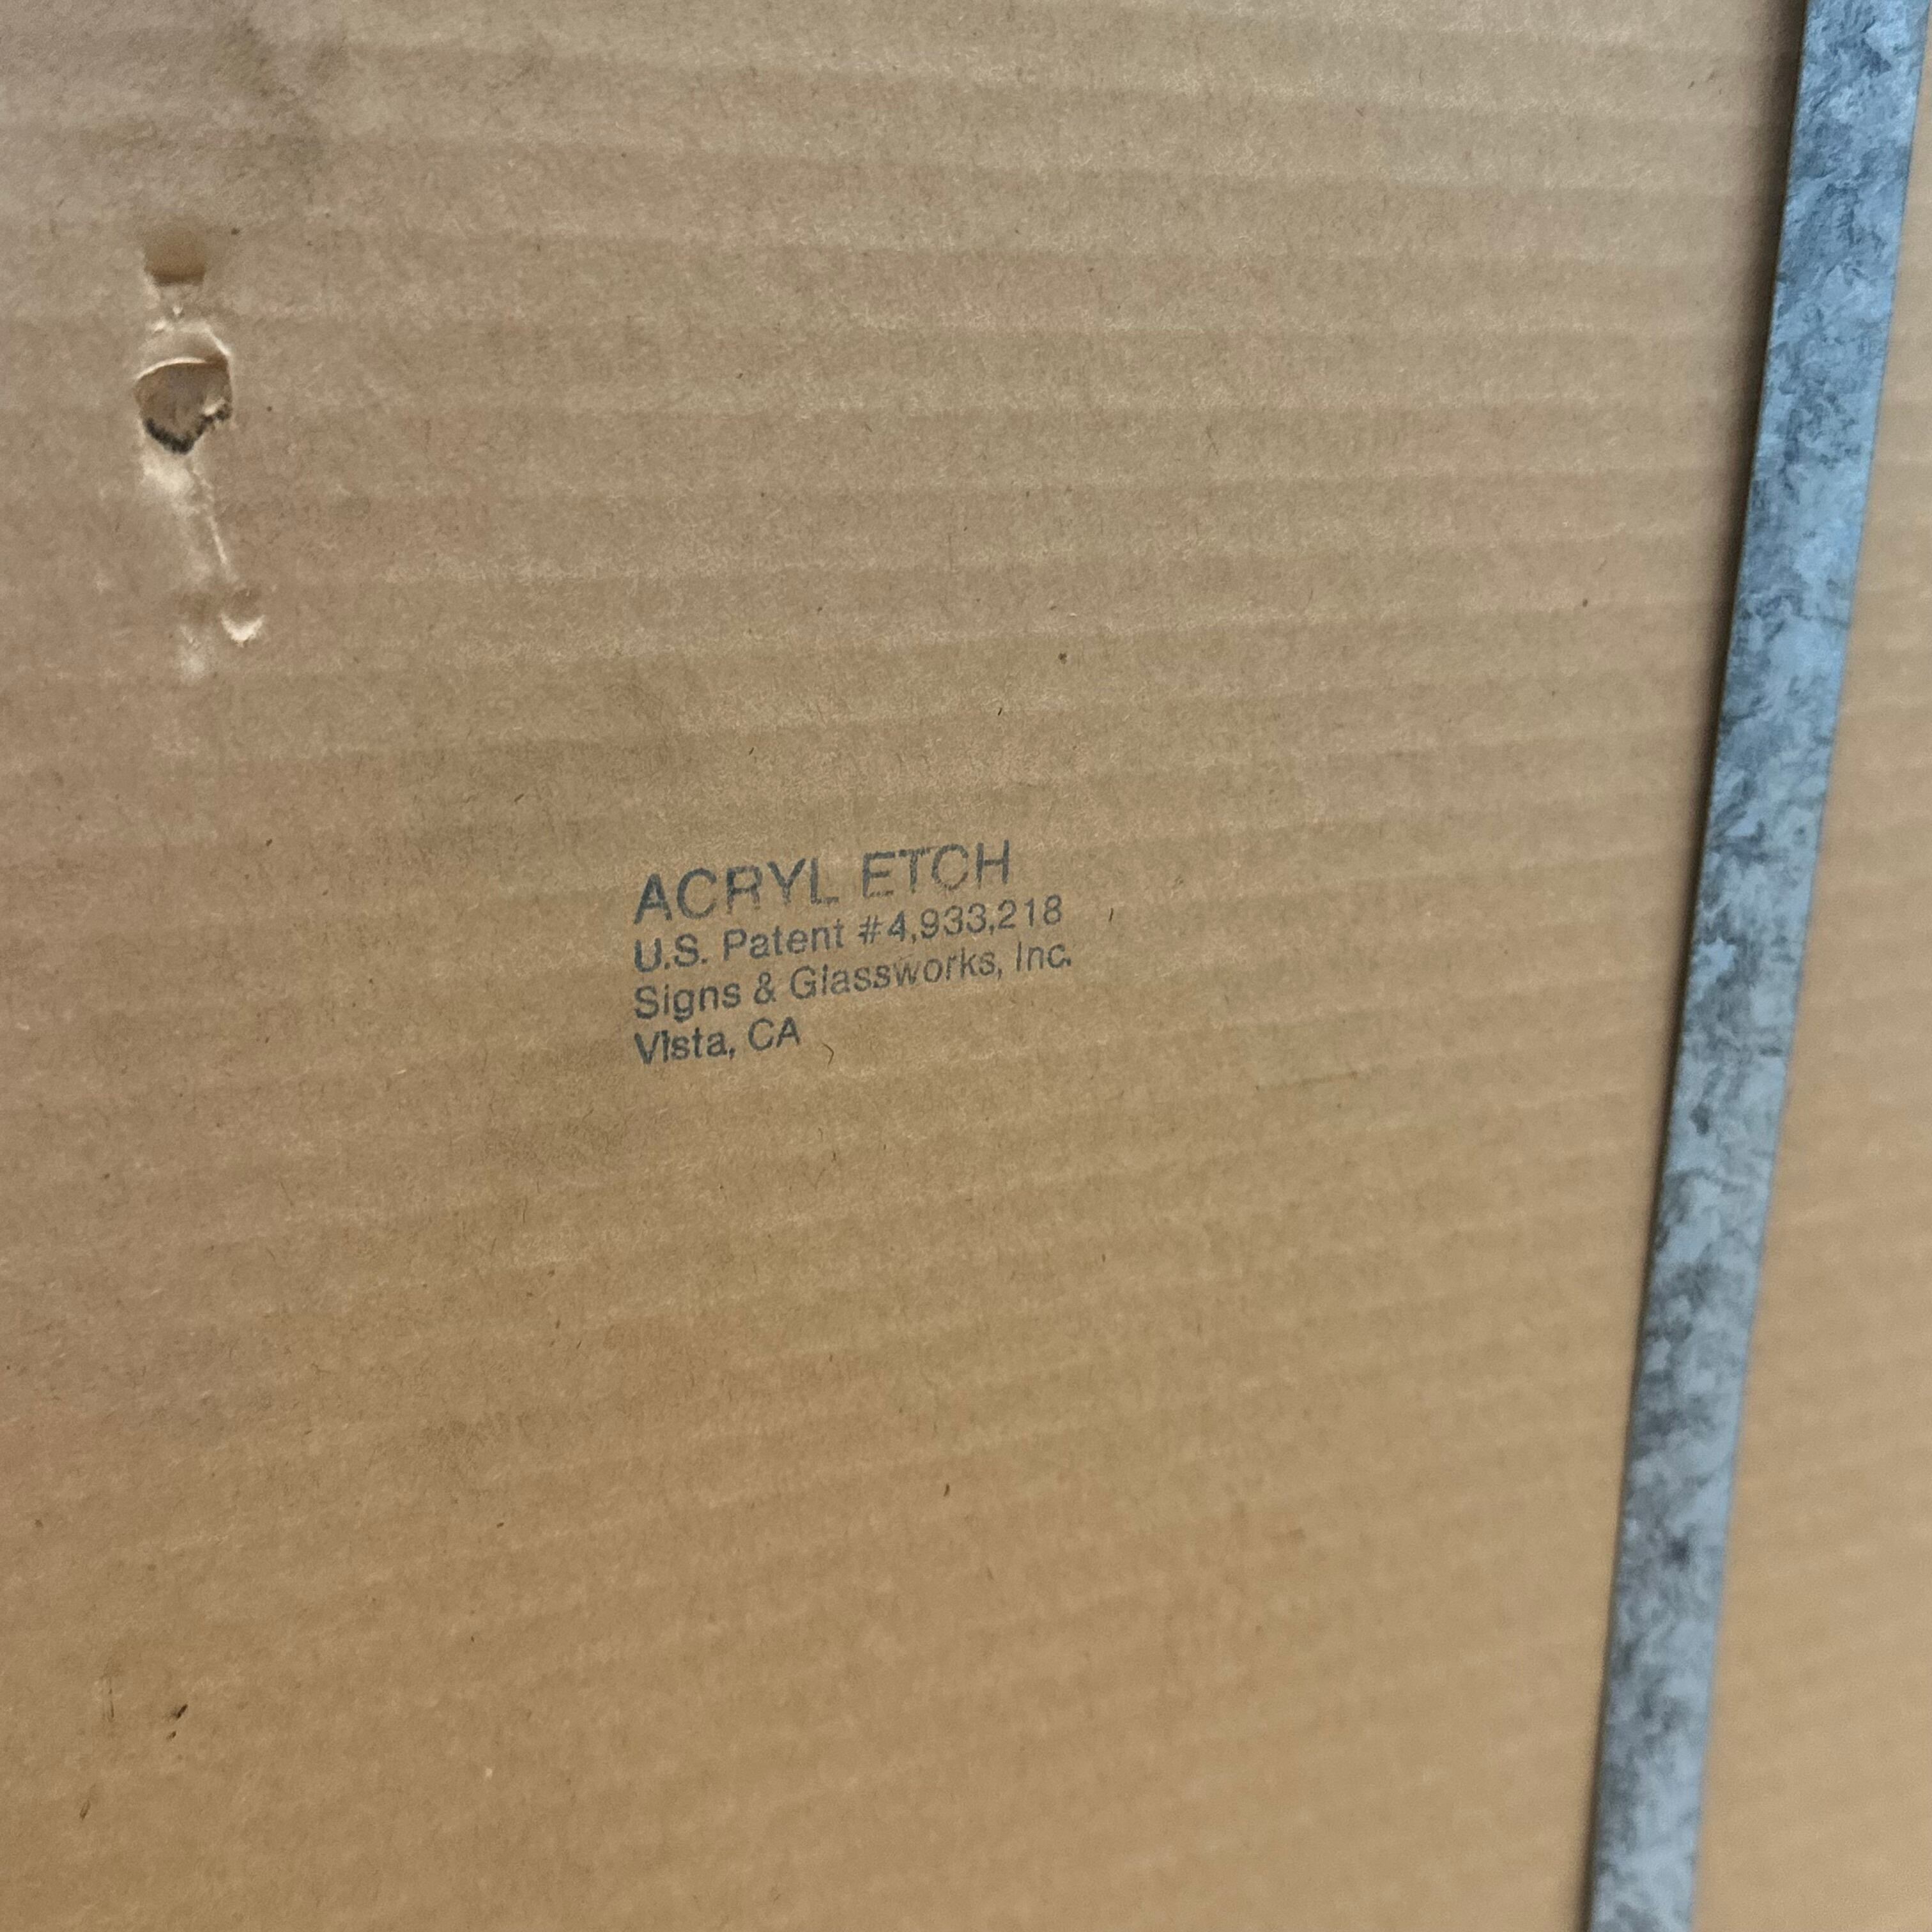 ACRYL ETCH
U.S. Patent #4,933,218
Signs & Glassworks, Inc.
Vista, CA